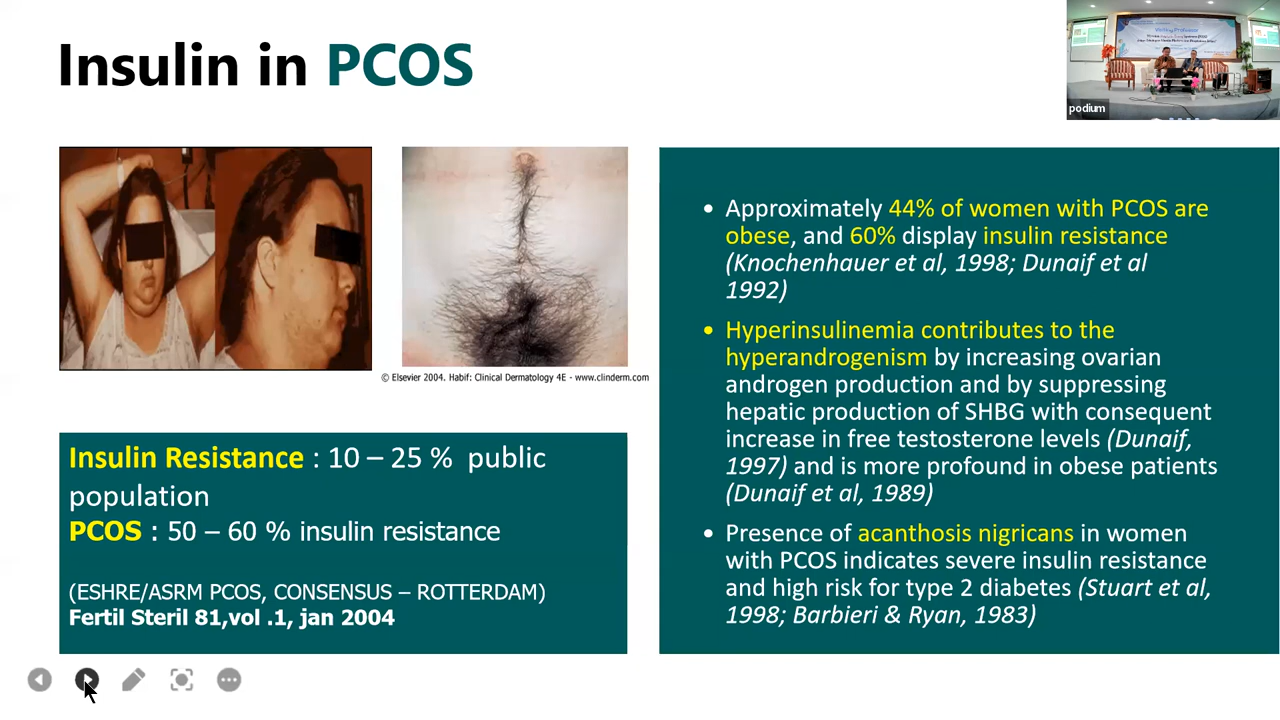 Insulin in PCOS
podium
© Elsevier 2004. Habif: Clinical Dermatology 4E - www.clinderm.com
Insulin Resistance : 10 – 25 % public
population
PCOS : 50 – 60 % insulin resistance
(ESHRE/ASRM PCOS, CONSENSUS – ROTTERDAM)
Fertil Steril 81,vol .1, jan 2004
• Approximately 44% of women with PCOS are
obese, and 60% display insulin resistance
(Knochenhauer et al, 1998; Dunaif et al
1992)
• Hyperinsulinemia contributes to the
hyperandrogenism by increasing ovarian
androgen production and by suppressing
hepatic production of SHBG with consequent
increase in free testosterone levels (Dunaif,
1997) and is more profound in obese patients
(Dunaif et al, 1989)
• Presence of acanthosis nigricans in women
with PCOS indicates severe insulin resistance
and high risk for type 2 diabetes (Stuart et al,
1998; Barbieri & Ryan, 1983)